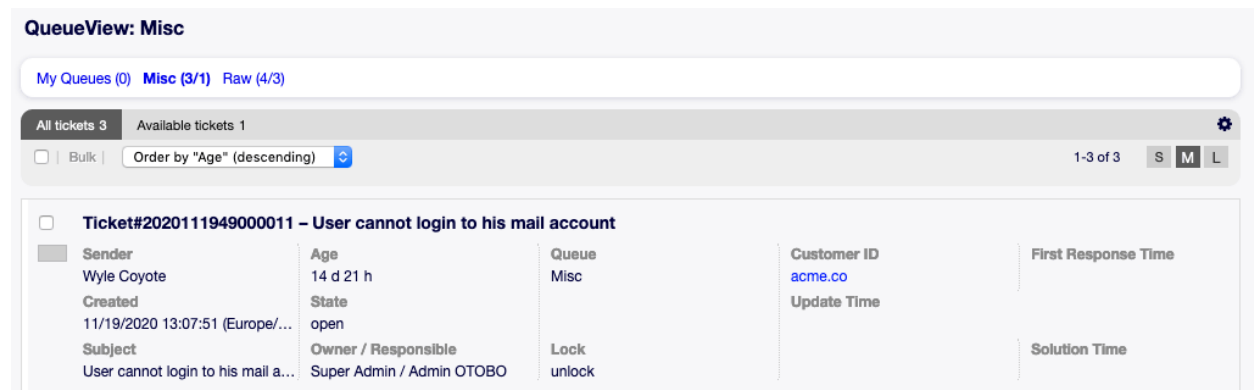 QueueView: Misc
My Queues (0) Misc (3/1) Raw (4/3)
All tickets 3 Available tickets 1
| Bulk | Order by "Age" (descending) 1-3 of 3 S M L
Ticket#2020111949000011 – User cannot login to his mail account
Sender Age Queue Customer ID First Response Time
Wyle Coyote 14 d 21 h Misc acme.co
Created State Update Time
11/19/2020 13:07:51 (Europe/... open
Subject Owner / Responsible Lock Solution Time
User cannot login to his mail a... Super Admin / Admin OTOBO unlock